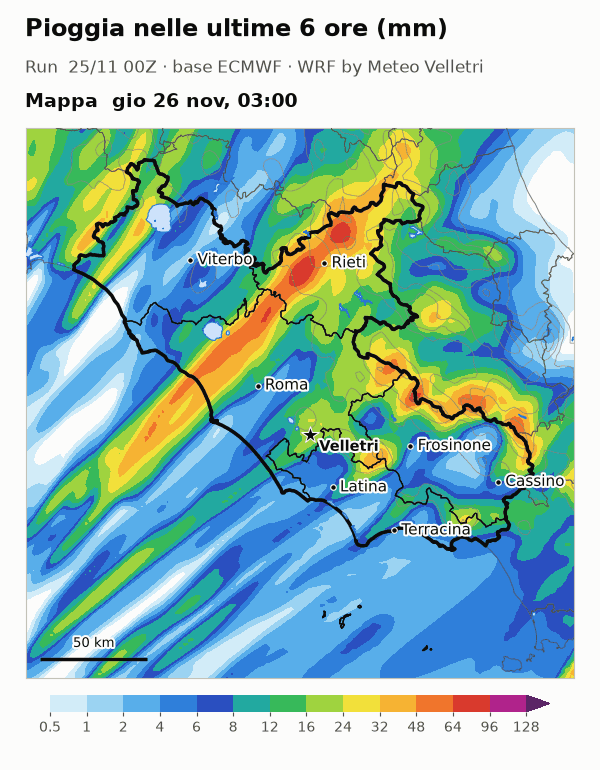 Pioggia nelle ultime 6 ore (mm)
Run 25/11 00Z · base ECMWF · WRF by Meteo Velletri
Mappa gio 26 nov, 03:00
Viterbo
Rieti
Roma
Velletri
Frosinone
Latina
Cassino
Terracina
50 km
0.5 1 2 4 6 8 12 16 24 32 48 64 96 128